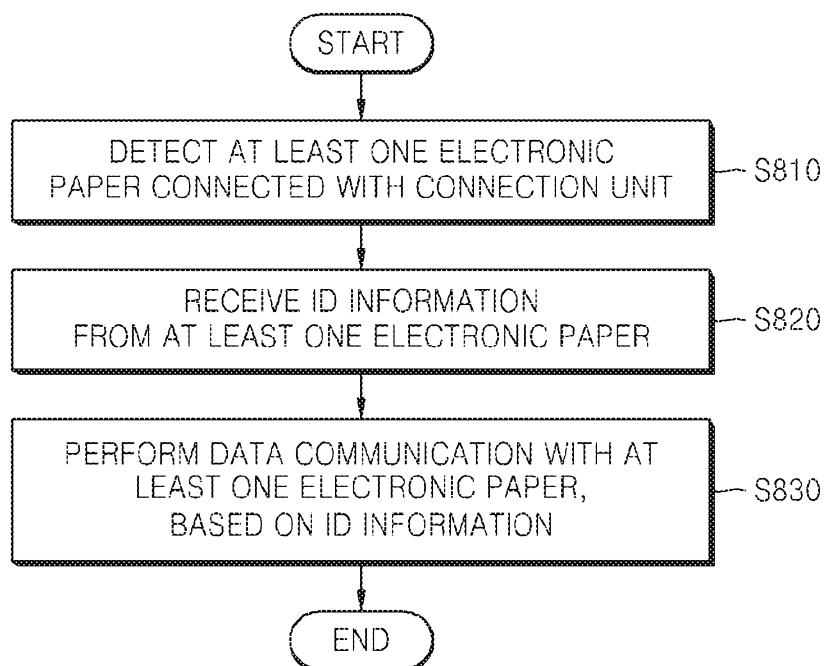 START
DETECT AT LEAST ONE ELECTRONIC
PAPER CONNECTED WITH CONNECTION UNIT
S810
RECEIVE ID INFORMATION
FROM AT LEAST ONE ELECTRONIC PAPER
S820
PERFORM DATA COMMUNICATION WITH AT
LEAST ONE ELECTRONIC PAPER,
BASED ON ID INFORMATION
S830
END